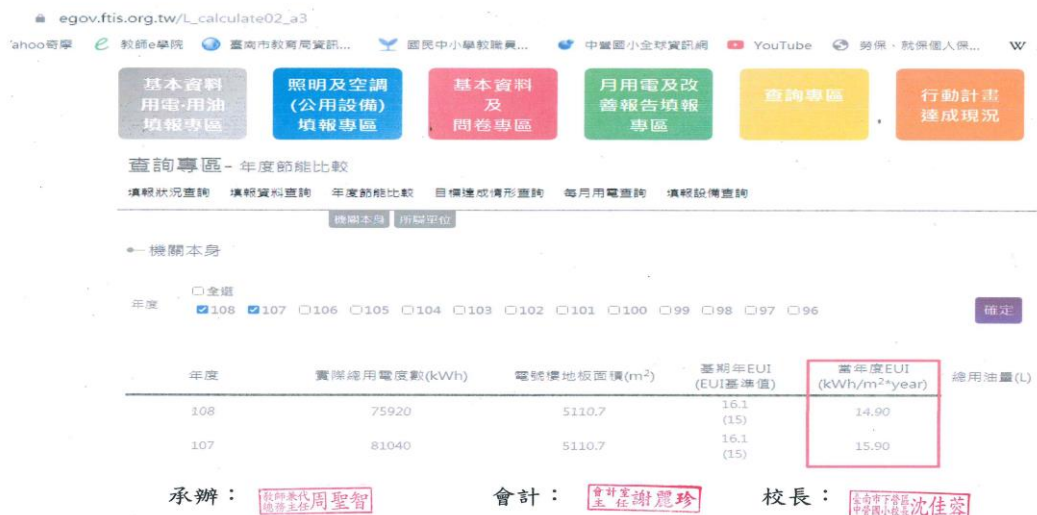 egov.ftis.org.tw/L_calculate02_a3
'ahoo奇摩 教師e學院 臺南市教育局資訊... 國民中小學教職員... 中營國小全球資訊網 YouTube 勞保、就保個人保... W
基本資料 用電·用油 填報專區
照明及空調 (公用設備) 填報專區
基本資料 及 問卷專區
月用電及改 善報告填報 專區
查詢專區
行動計畫 達成現況
查詢專區- 年度節能比較
填報狀況查詢 填報資料查詢 年度節能比較 目標達成情形查詢 每月用電查詢 填報設備查詢
機關本身 所屬單位
機關本身
全選
年度 108 107 106 105 104 103 102 101 100 99 98 97 96 確定
年度 實際總用電度數(kWh) 電號樓地板面積(m²) 基期年EUI (EUI基準值) 當年度EUI (kWh/m²*year) 總用油量(L)
108 75920 5110.7 16.1 (15) 14.90
107 81040 5110.7 16.1 (15) 15.90
承辦： 教師兼代總務主任周聖智 會計： 會計室主任謝麗珍 校長： 臺南市下營區中營國小校長沈佳蓉